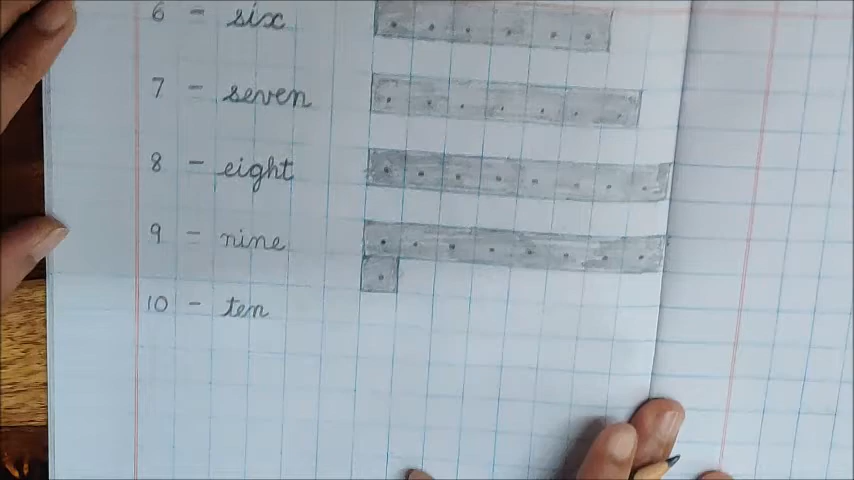 6 - six
7 - seven
8 - eight
9 - nine
10 - ten